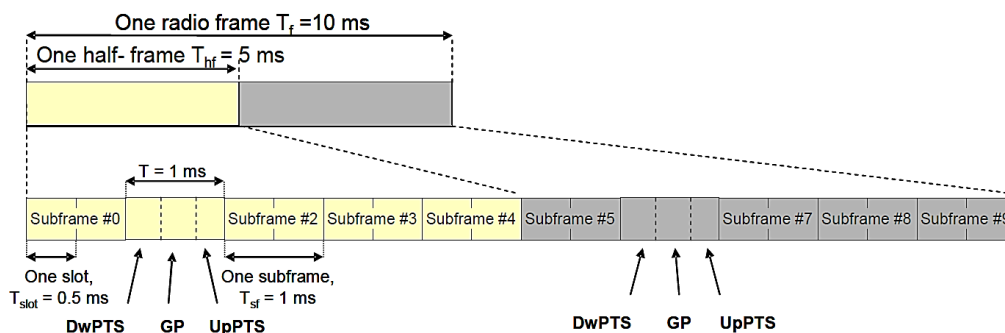 One radio frame T_f =10 ms
One half- frame T_hf = 5 ms
T = 1 ms
Subframe #0
Subframe #2
Subframe #3
Subframe #4
Subframe #5
Subframe #7
Subframe #8
Subframe #9
One slot,
T_slot = 0.5 ms
One subframe,
T_sf = 1 ms
DwPTS
GP
UpPTS
DwPTS
GP
UpPTS